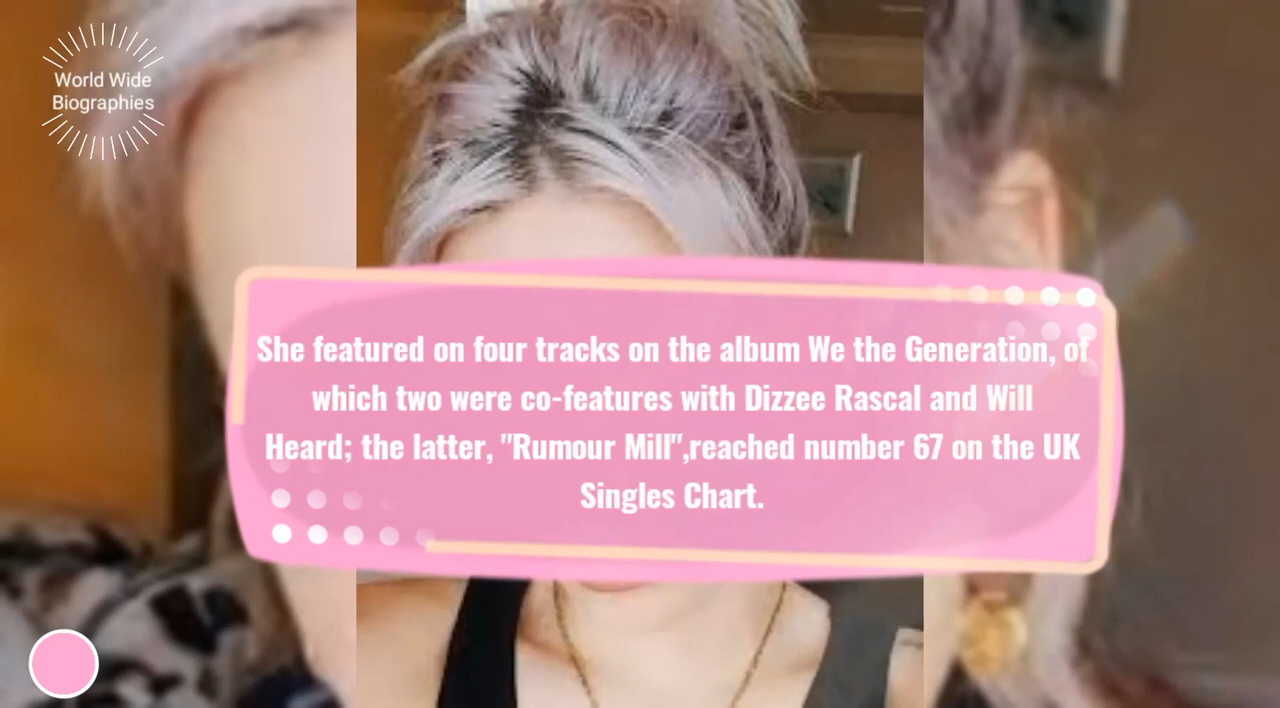 World Wide
Biographies
She featured on four tracks on the album We the Generation, of
which two were co-features with Dizzee Rascal and Will
Heard; the latter, "Rumour Mill",reached number 67 on the UK
Singles Chart.